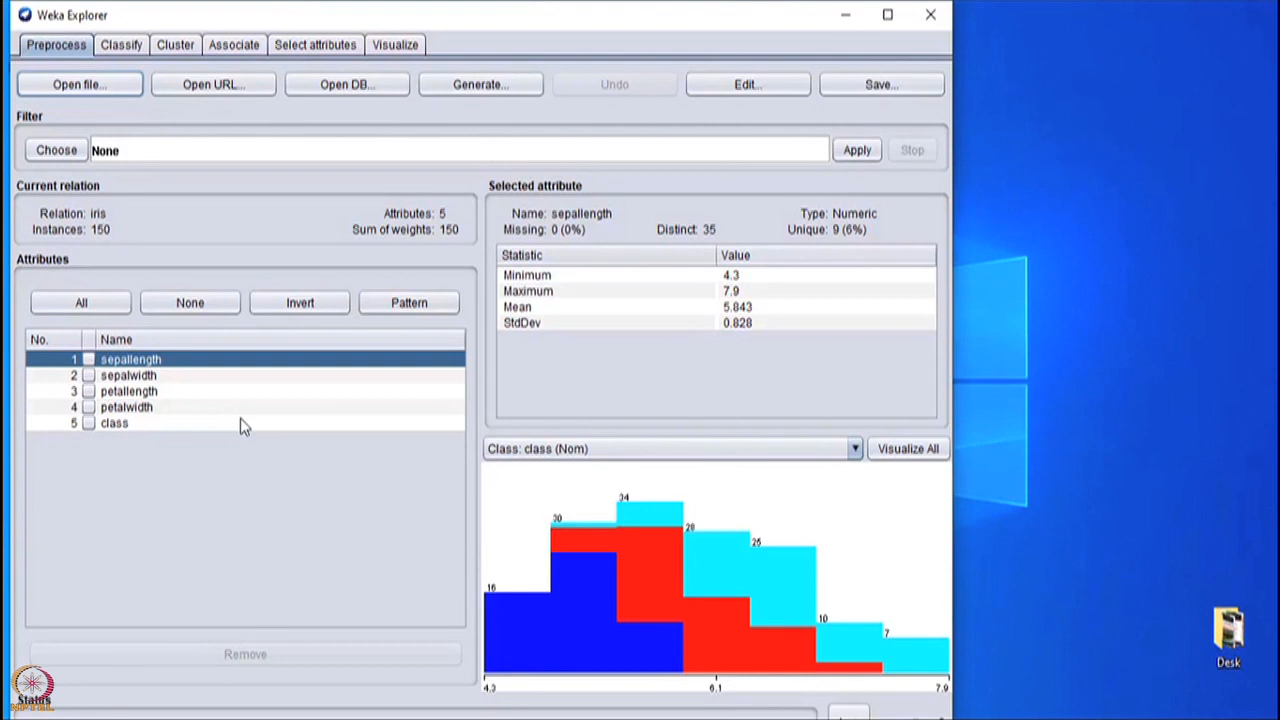 Weka Explorer
Preprocess Classify Cluster Associate Select attributes Visualize
Open file... Open URL... Open DB... Generate... Undo Edit... Save...
Filter
Choose None Apply Stop
Current relation
Relation: iris Attributes: 5
Instances: 150 Sum of weights: 150
Attributes
All None Invert Pattern
No. Name
1 sepallength
2 sepalwidth
3 petallength
4 petalwidth
5 class
Remove
Status
Selected attribute
Name: sepallength Type: Numeric
Missing: 0 (0%) Distinct: 35 Unique: 9 (6%)
Statistic Value
Minimum 4.3
Maximum 7.9
Mean 5.843
StdDev 0.828
Class: class (Nom) Visualize All
16 30 34 28 25 10 7
4.3 6.1 7.9
Desk